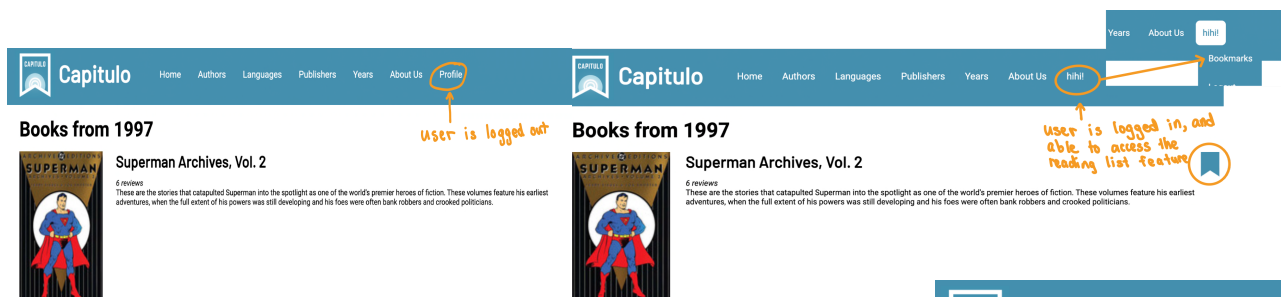 Years About Us hihi!
Bookmarks
CAPITULO
Capitulo
Home Authors Languages Publishers Years About Us Profile
user is logged out
Books from 1997
ARCHIVE EDITIONS
SUPERMAN
Superman Archives, Vol. 2
6 reviews
These are the stories that catapulted Superman into the spotlight as one of the world's premier heroes of fiction. These volumes feature his earliest
adventures, when the full extent of his powers was still developing and his foes were often bank robbers and crooked politicians.
CAPITULO
Capitulo
Home Authors Languages Publishers Years About Us hihi!
user is logged in, and
able to access the
reading list feature
Books from 1997
ARCHIVE EDITIONS
SUPERMAN
Superman Archives, Vol. 2
6 reviews
These are the stories that catapulted Superman into the spotlight as one of the world's premier heroes of fiction. These volumes feature his earliest
adventures, when the full extent of his powers was still developing and his foes were often bank robbers and crooked politicians.